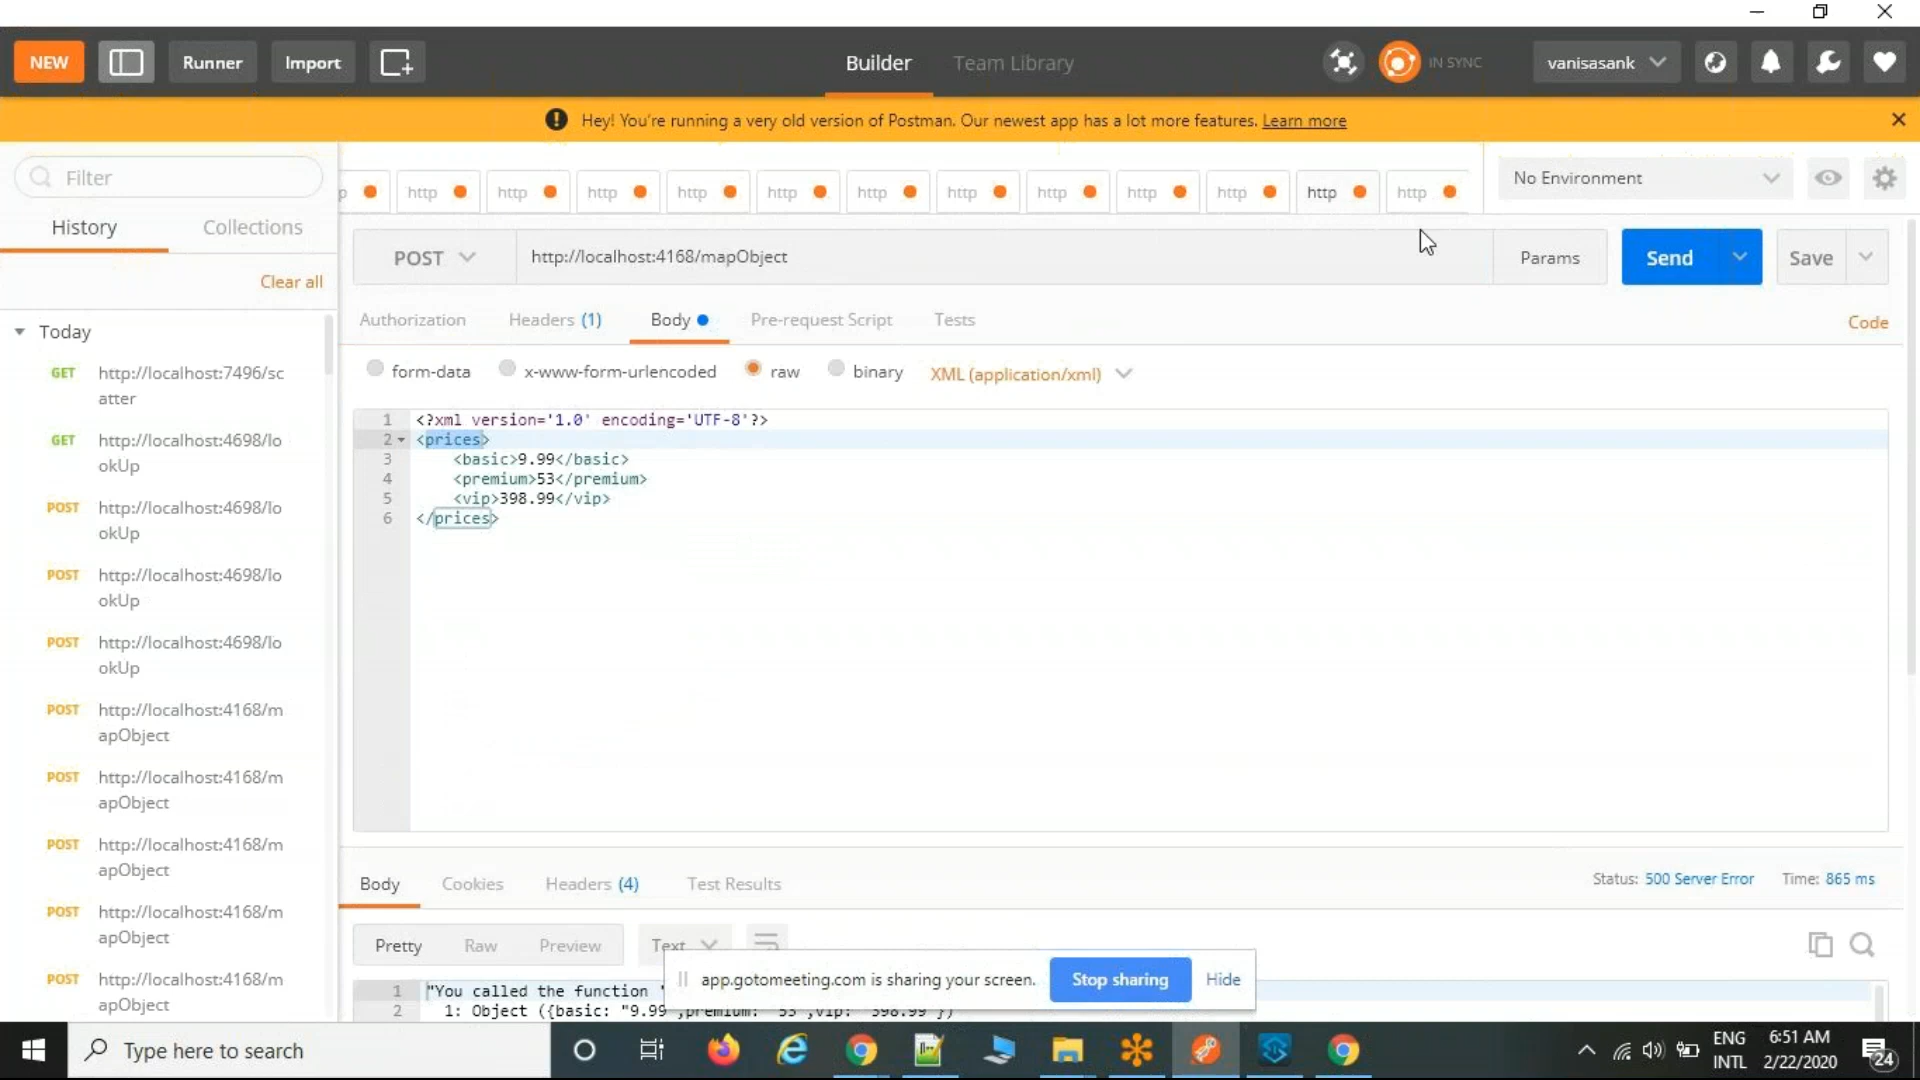 NEW
Runner
Import
Builder
Team Library
IN SYNC
vanisasank
Hey! You're running a very old version of Postman. Our newest app has a lot more features. Learn more
Filter
History
Collections
Clear all
Today
GET http://localhost:7496/sc
atter
GET http://localhost:4698/lo
okUp
POST http://localhost:4698/lo
okUp
POST http://localhost:4698/lo
okUp
POST http://localhost:4698/lo
okUp
POST http://localhost:4168/m
apObject
POST http://localhost:4168/m
apObject
POST http://localhost:4168/m
apObject
POST http://localhost:4168/m
apObject
POST http://localhost:4168/m
apObject
p http http http http http http http http http http http http
No Environment
POST http://localhost:4168/mapObject Params Send Save
Authorization Headers (1) Body Pre-request Script Tests Code
form-data x-www-form-urlencoded raw binary XML (application/xml)
1 <?xml version='1.0' encoding='UTF-8'?>
2 <prices>
3 <basic>9.99</basic>
4 <premium>53</premium>
5 <vip>398.99</vip>
6 </prices>
Body Cookies Headers (4) Test Results Status: 500 Server Error Time: 865 ms
Pretty Raw Preview Text
app.gotomeeting.com is sharing your screen. Stop sharing Hide
1 "You called the function '
2 1: Object ({basic: "9.99",premium: "53",vip: "398.99"})
Type here to search
ENG
INTL
6:51 AM
2/22/2020
24